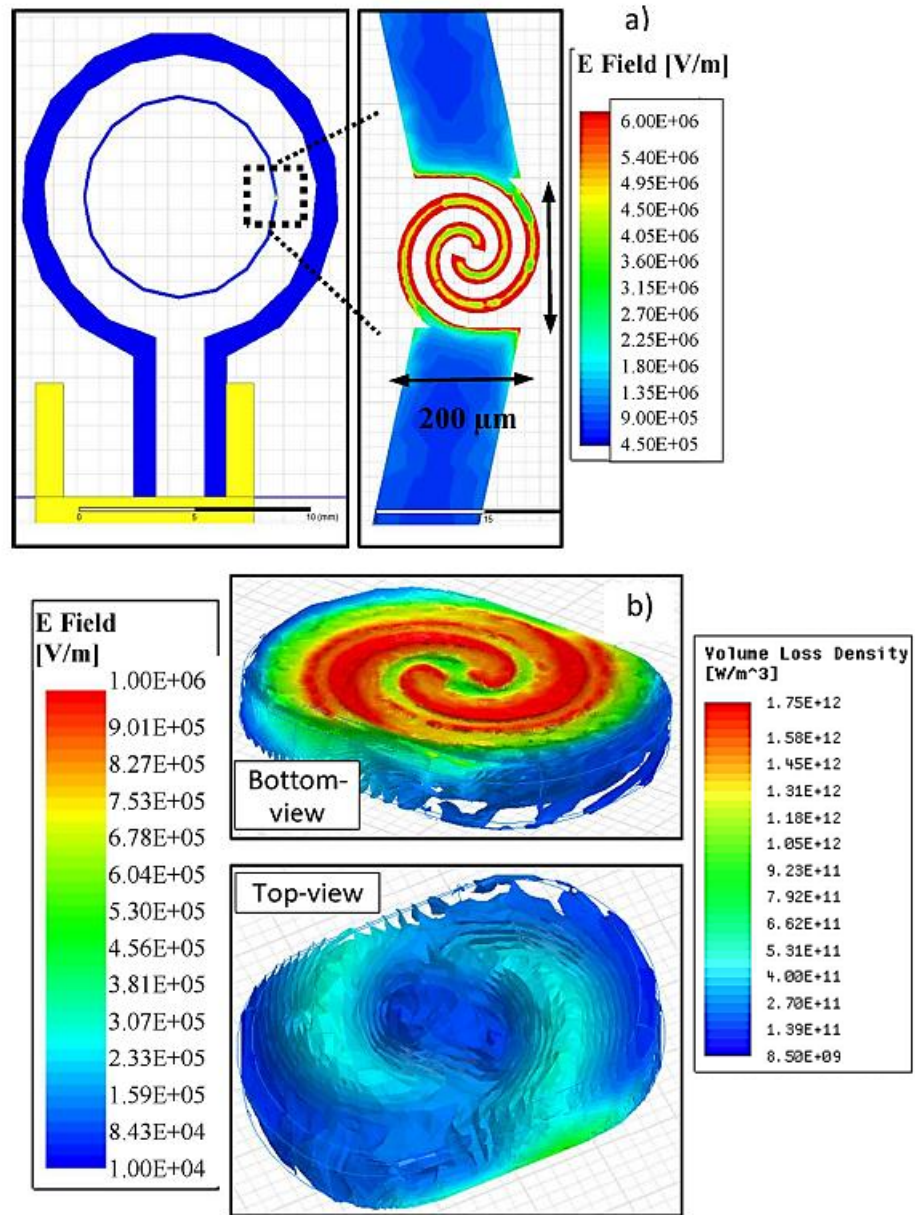 a)
E Field [V/m]
6.00E+06
5.40E+06
4.95E+06
4.50E+06
4.05E+06
3.60E+06
3.15E+06
2.70E+06
2.25E+06
1.80E+06
1.35E+06
9.00E+05
4.50E+05
200 µm
0 5 10 (mm)
15
b)
E Field
[V/m]
1.00E+06
9.01E+05
8.27E+05
7.53E+05
6.78E+05
6.04E+05
5.30E+05
4.56E+05
3.81E+05
3.07E+05
2.33E+05
1.59E+05
8.43E+04
1.00E+04
Bottom-
view
Top-view
Volume Loss Density
[W/m^3]
1.75E+12
1.58E+12
1.45E+12
1.31E+12
1.18E+12
1.05E+12
9.23E+11
7.92E+11
6.62E+11
5.31E+11
4.00E+11
2.70E+11
1.39E+11
8.50E+09